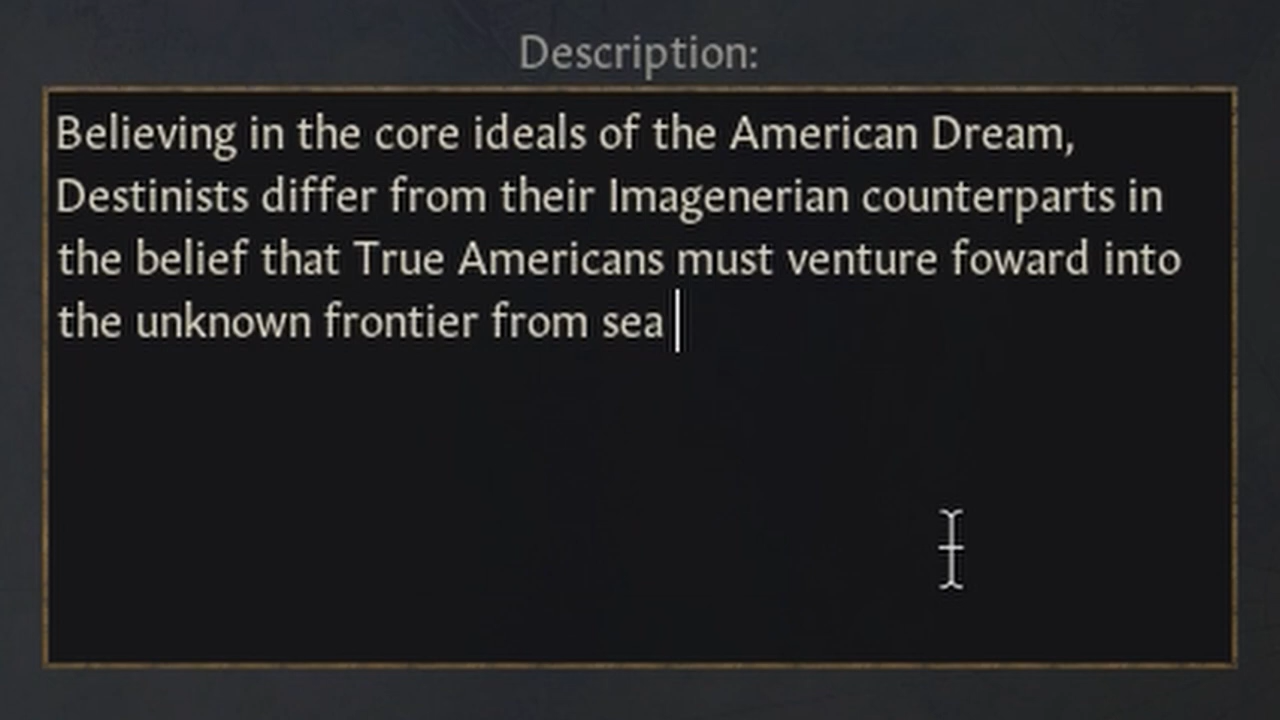 Description:
Believing in the core ideals of the American Dream,
Destinists differ from their Imagenerian counterparts in
the belief that True Americans must venture foward into
the unknown frontier from sea